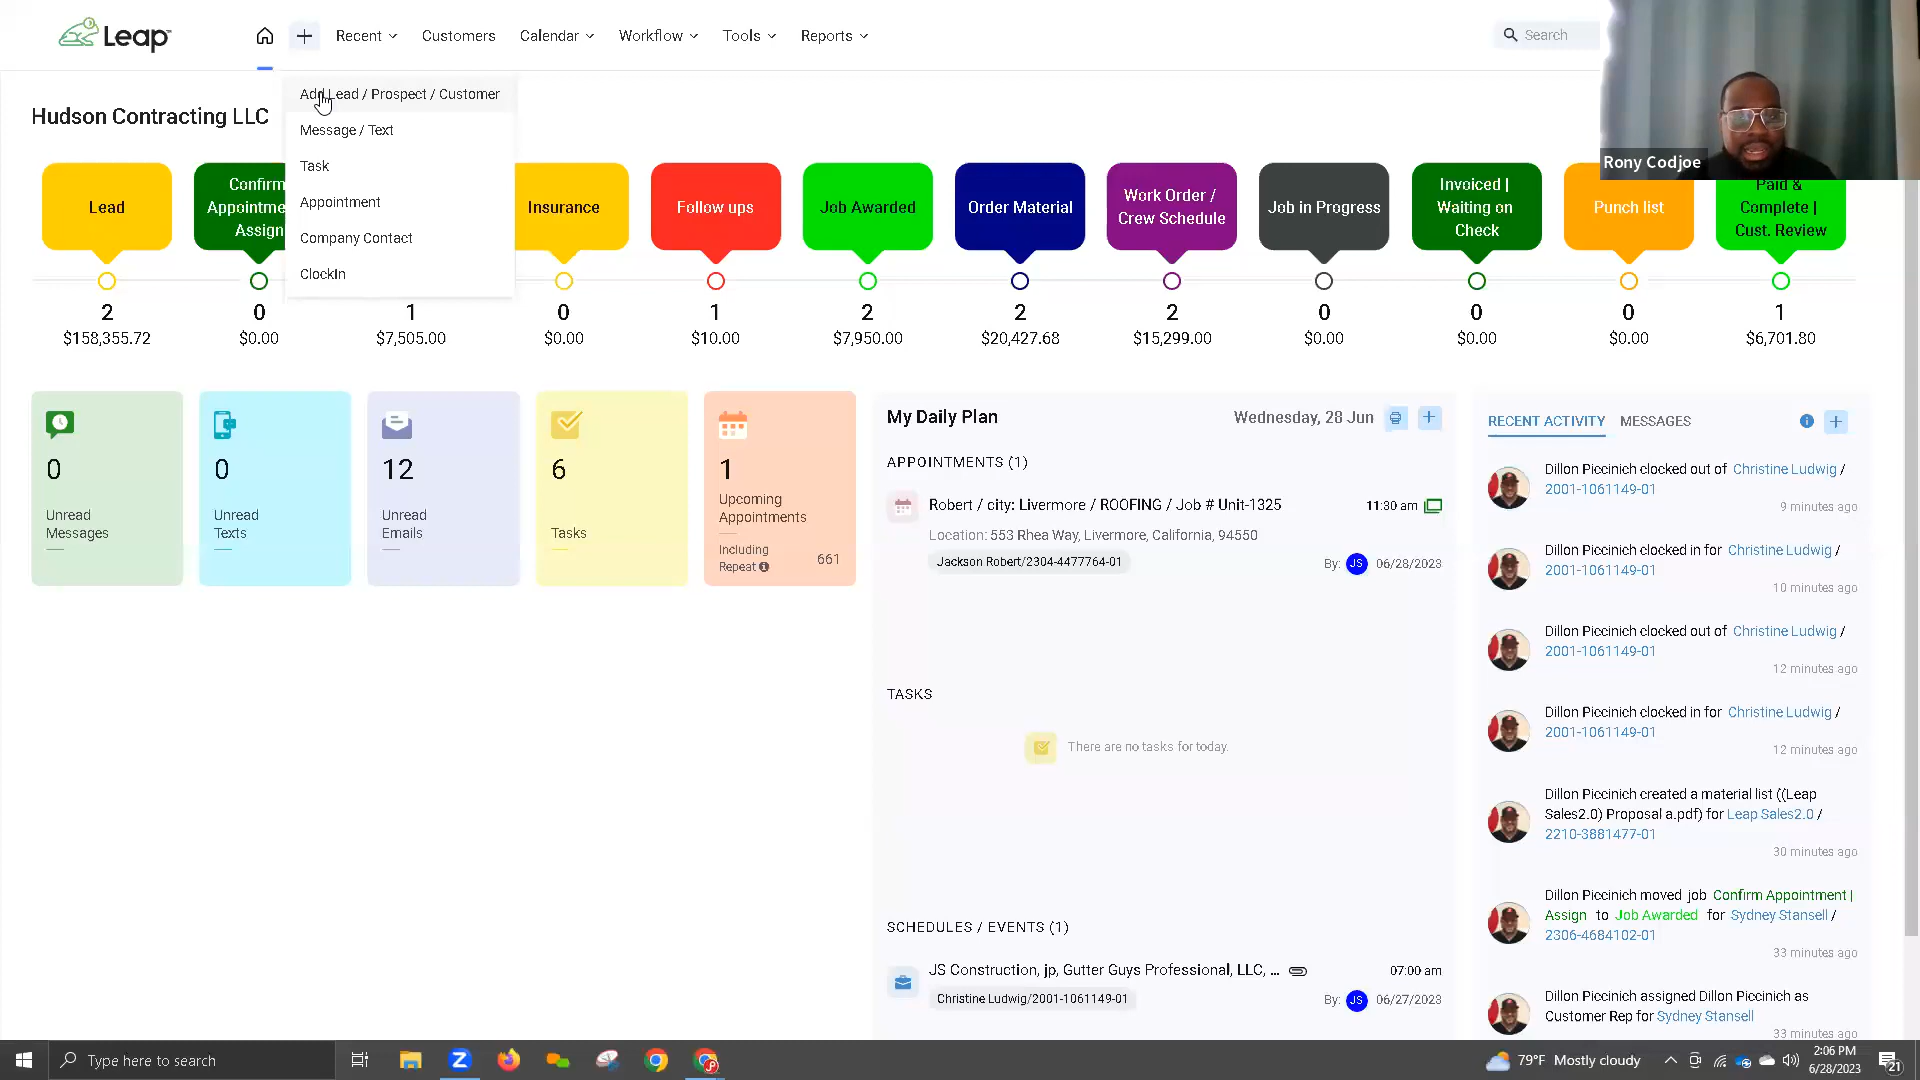 Leap
Recent
Customers
Calendar
Workflow
Tools
Reports
Search
Add Lead / Prospect / Customer
Message / Text
Task
Appointment
Company Contact
ClockIn
Rony Codjoe
Hudson Contracting LLC
Lead
2
$158,355.72
Confirm
Appointme
Assign
0
$0.00
1
$7,505.00
Insurance
0
$0.00
Follow ups
1
$10.00
Job Awarded
2
$7,950.00
Order Material
2
$20,427.68
Work Order /
Crew Schedule
2
$15,299.00
Job in Progress
0
$0.00
Invoiced |
Waiting on
Check
0
$0.00
Punch list
0
$0.00
Paid &
Complete |
Cust. Review
1
$6,701.80
0
Unread
Messages
0
Unread
Texts
12
Unread
Emails
6
Tasks
1
Upcoming
Appointments
Including
Repeat
661
My Daily Plan
Wednesday, 28 Jun
APPOINTMENTS (1)
Robert / city: Livermore / ROOFING / Job # Unit-1325
11:30 am
Location: 553 Rhea Way, Livermore, California, 94550
Jackson Robert/2304-4477764-01
By: JS 06/28/2023
TASKS
There are no tasks for today.
SCHEDULES / EVENTS (1)
JS Construction, jp, Gutter Guys Professional, LLC, ...
07:00 am
Christine Ludwig/2001-1061149-01
By: JS 06/27/2023
RECENT ACTIVITY
MESSAGES
Dillon Piccinich clocked out of Christine Ludwig /
2001-1061149-01
9 minutes ago
Dillon Piccinich clocked in for Christine Ludwig /
2001-1061149-01
10 minutes ago
Dillon Piccinich clocked out of Christine Ludwig /
2001-1061149-01
12 minutes ago
Dillon Piccinich clocked in for Christine Ludwig /
2001-1061149-01
12 minutes ago
Dillon Piccinich created a material list ((Leap
Sales2.0) Proposal a.pdf) for Leap Sales2.0 /
2210-3881477-01
30 minutes ago
Dillon Piccinich moved job Confirm Appointment |
Assign to Job Awarded for Sydney Stansell /
2306-4684102-01
33 minutes ago
Dillon Piccinich assigned Dillon Piccinich as
Customer Rep for Sydney Stansell
33 minutes ago
Type here to search
79°F Mostly cloudy
2:06 PM
6/28/2023
21